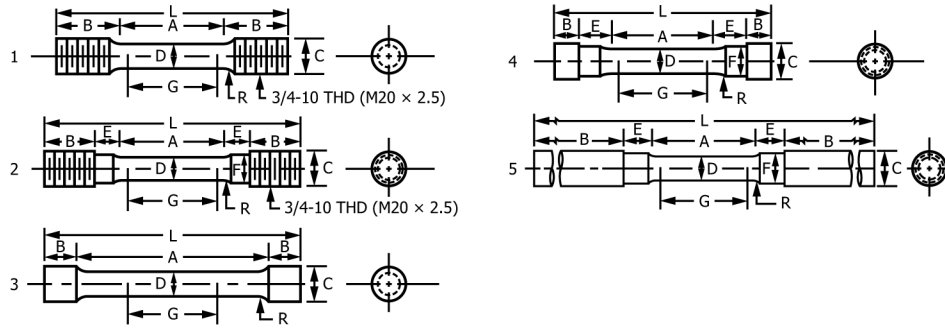 L
B A B
1 D C
G
R 3/4-10 THD (M20 × 2.5)
L
B E A E B
2 D F C
G
R 3/4-10 THD (M20 × 2.5)
L
B A B
3 D C
G
R
L
B E A E B
4 D F C
G
R
L
B E A E B
5 D F C
G
R